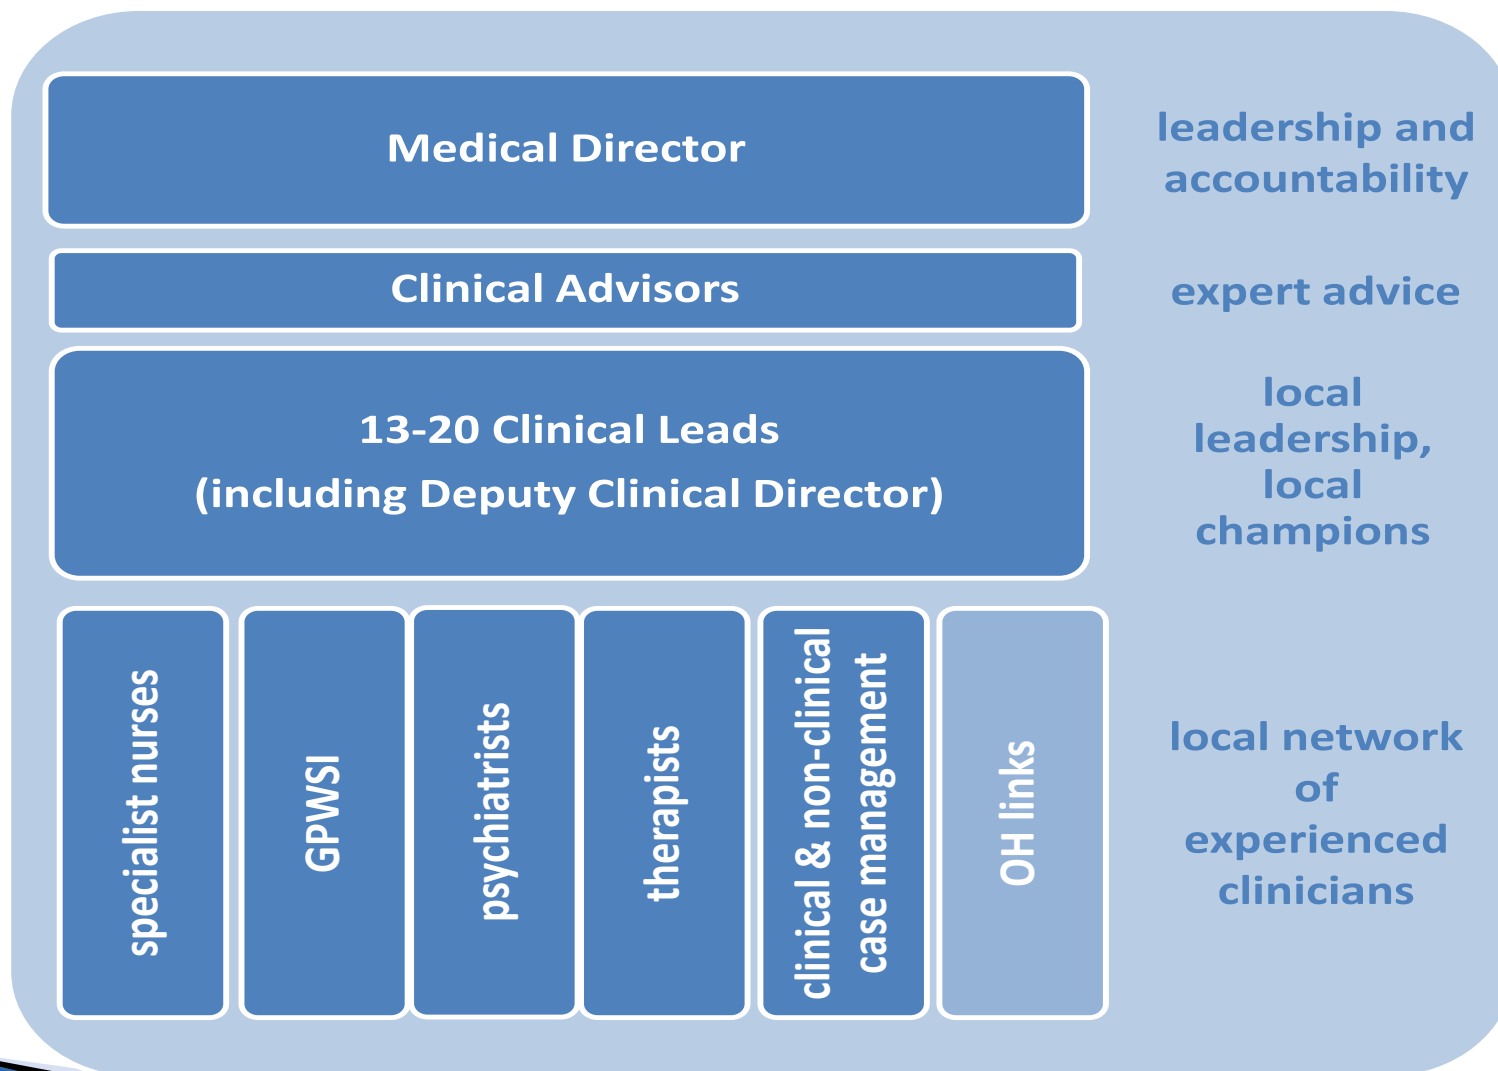 Medical Director
leadership and
accountability
Clinical Advisors
expert advice
13-20 Clinical Leads
(including Deputy Clinical Director)
local
leadership,
local
champions
specialist nurses
GPWSI
psychiatrists
therapists
clinical & non-clinical
case management
OH links
local network
of
experienced
clinicians